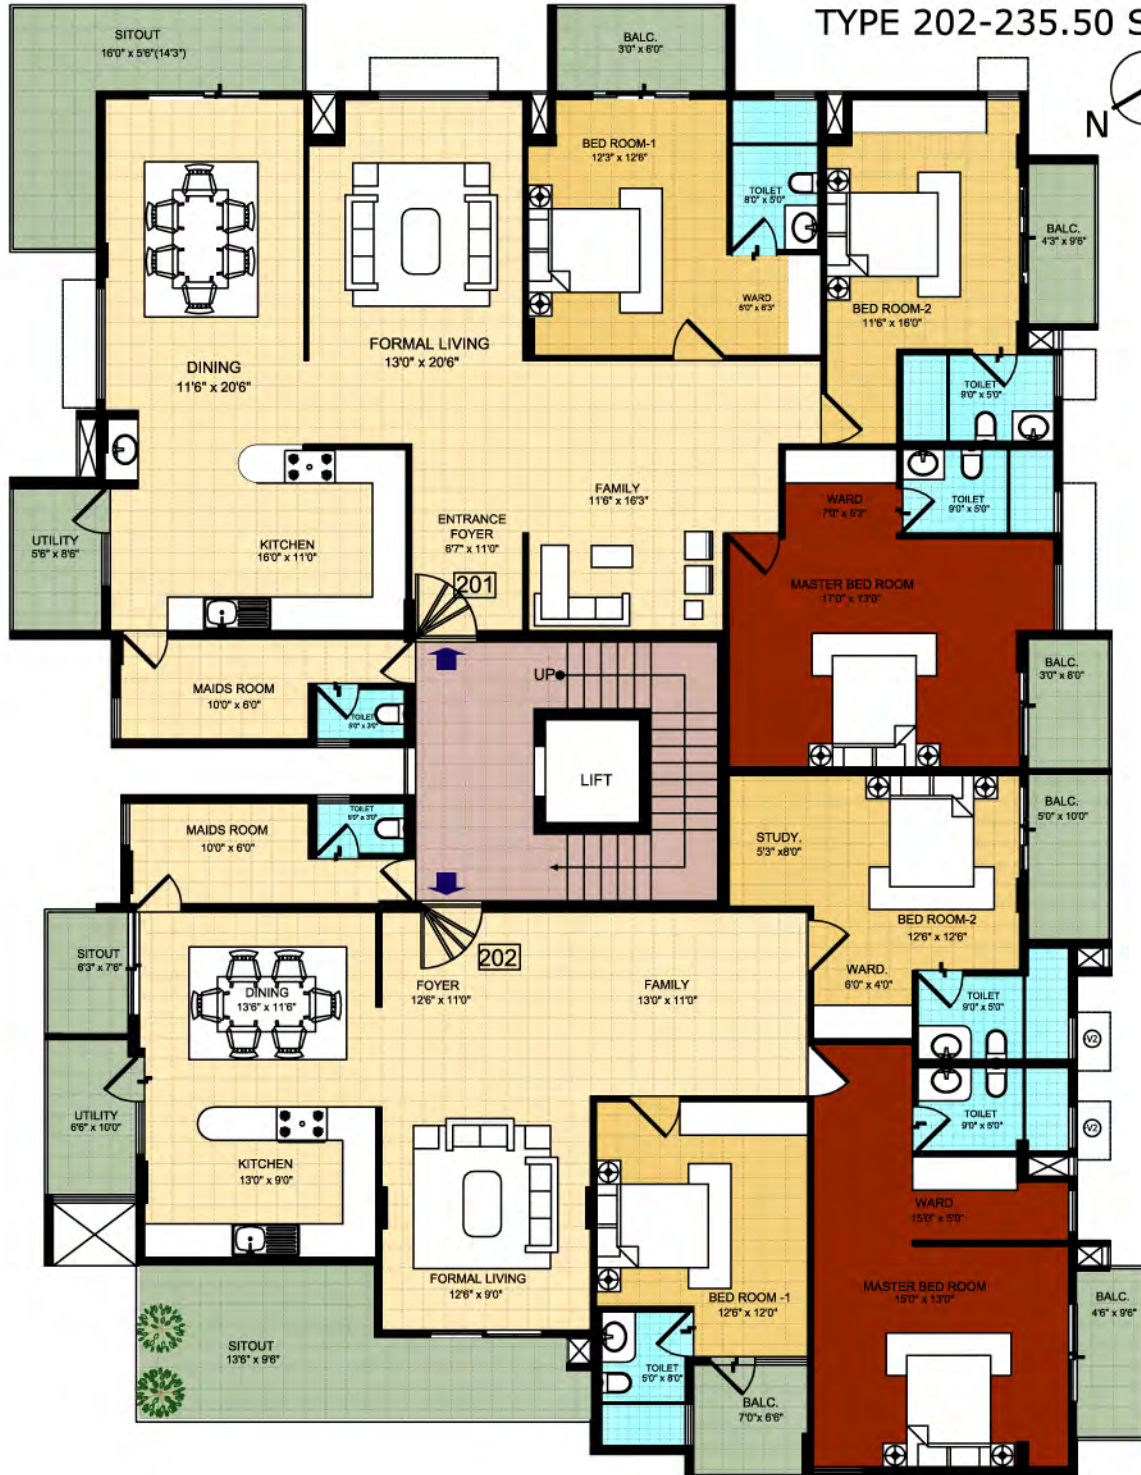 TYPE 202-235.50 S
N
SITOUT
16'0" x 5'6"(14'3")
BALC.
3'0" x 6'0"
BED ROOM-1
12'3" x 12'6"
TOILET
8'0" x 5'0"
WARD
6'0" x 6'3"
BED ROOM-2
11'6" x 16'0"
BALC.
4'3" x 9'6"
DINING
11'6" x 20'6"
FORMAL LIVING
13'0" x 20'6"
TOILET
9'0" x 5'0"
UTILITY
5'6" x 8'6"
KITCHEN
16'0" x 11'0"
ENTRANCE
FOYER
6'7" x 11'0"
201
FAMILY
11'6" x 16'3"
WARD
7'0" x 5'3"
TOILET
9'0" x 5'0"
MASTER BED ROOM
17'0" x 13'0"
MAIDS ROOM
10'0" x 6'0"
TOILET
5'0" x 3'0"
UP
LIFT
BALC.
3'0" x 8'0"
MAIDS ROOM
10'0" x 6'0"
TOILET
5'0" x 3'0"
STUDY.
5'3" x8'0"
BALC.
5'0" x 10'0"
BED ROOM-2
12'6" x 12'6"
WARD.
6'0" x 4'0"
TOILET
9'0" x 5'0"
V2
SITOUT
6'3" x 7'6"
DINING
13'6" x 11'6"
FOYER
12'6" x 11'0"
202
FAMILY
13'0" x 11'0"
UTILITY
6'6" x 10'0"
KITCHEN
13'0" x 9'0"
TOILET
9'0" x 5'0"
V2
WARD.
15'0" x 5'0"
FORMAL LIVING
12'6" x 9'0"
BED ROOM -1
12'6" x 12'0"
MASTER BED ROOM
15'0" x 13'0"
BALC.
4'6" x 9'6"
SITOUT
13'6" x 9'6"
TOILET
5'0" x 8'0"
BALC.
7'0"x 6'6"